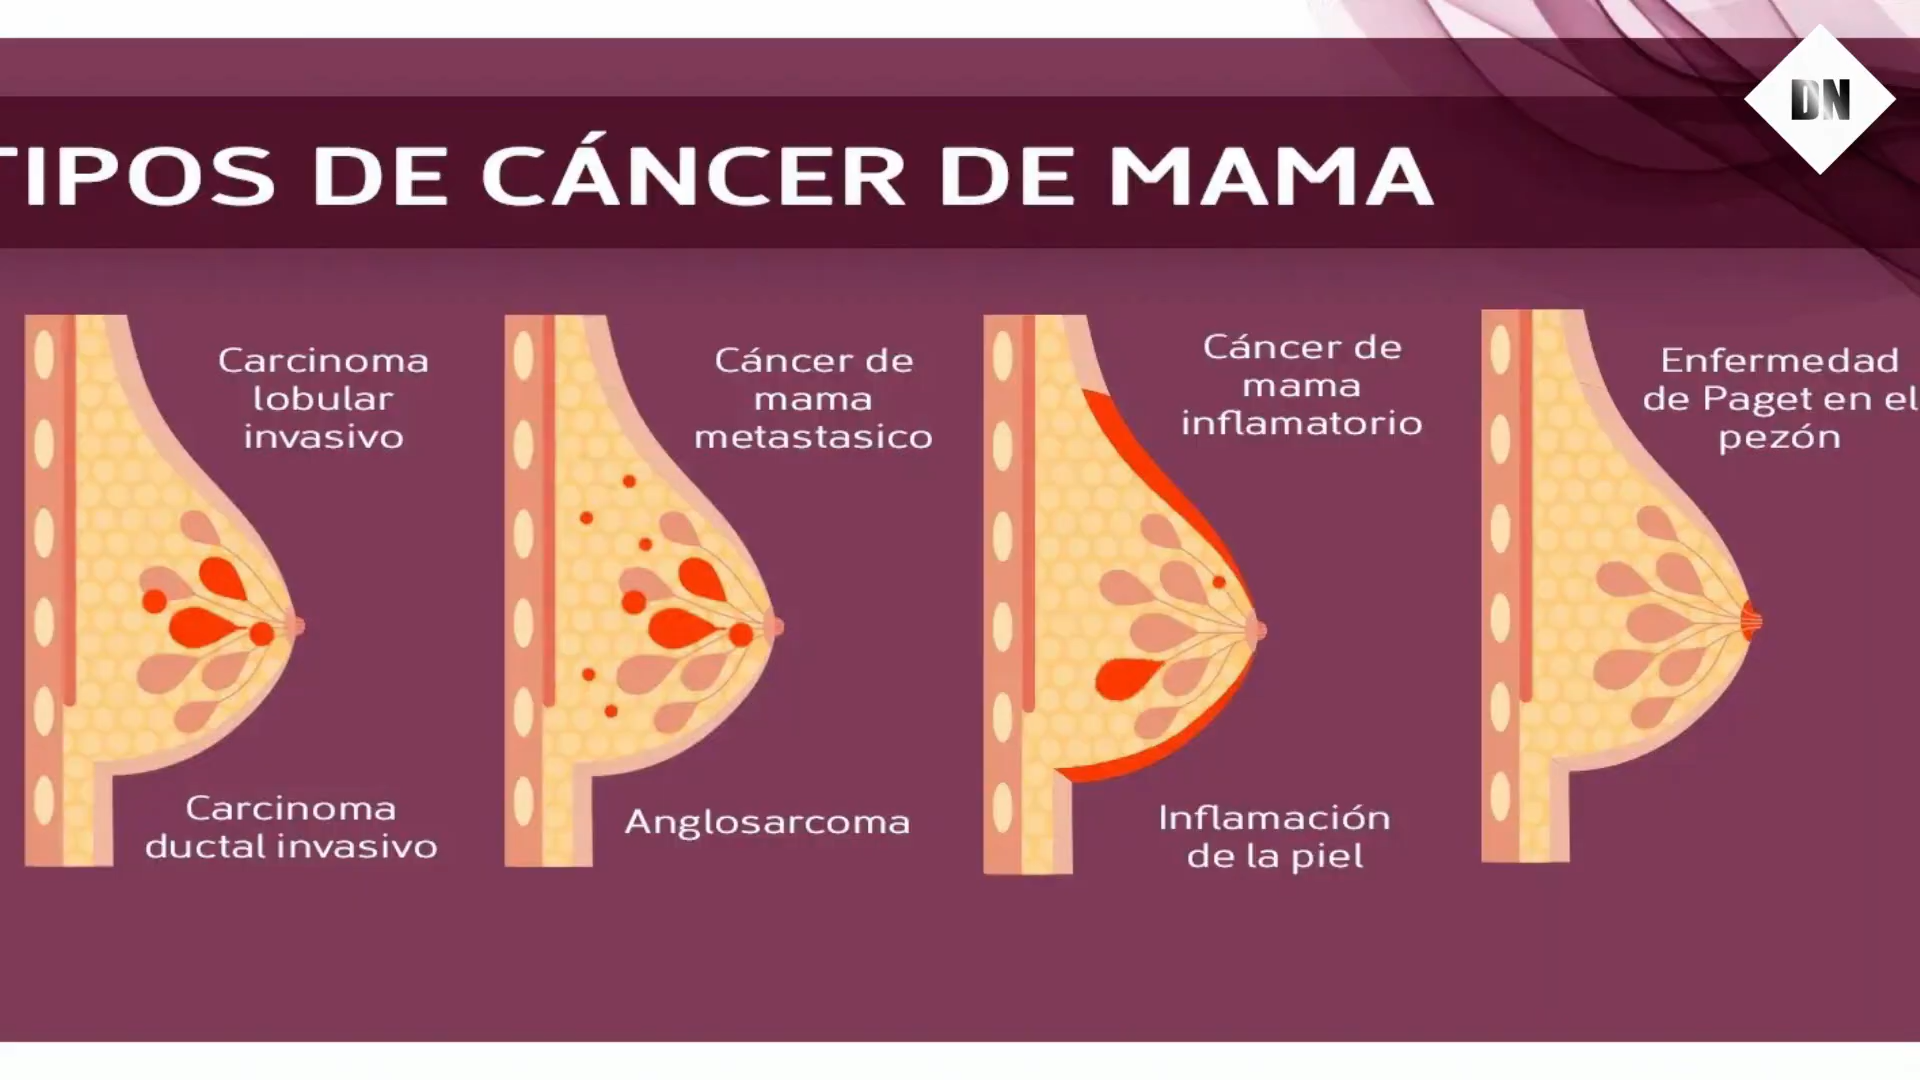 TIPOS DE CÁNCER DE MAMA
DN
Carcinoma
lobular
invasivo
Cáncer de
mama
metastasico
Cáncer de
mama
inflamatorio
Enfermedad
de Paget en el
pezón
Carcinoma
ductal invasivo
Anglosarcoma
Inflamación
de la piel